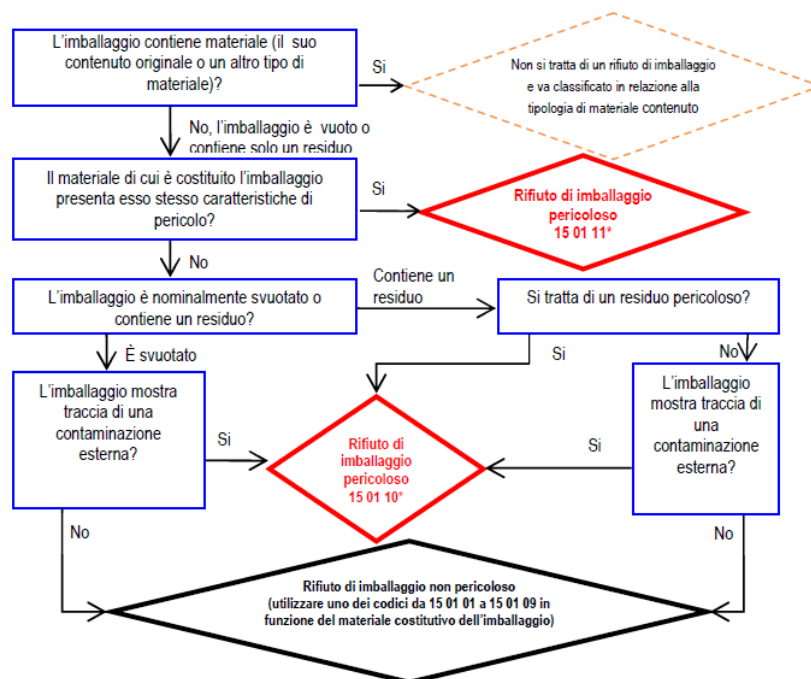 L'imballaggio contiene materiale (il suo
contenuto originale o un altro tipo di
materiale)?
Si
Non si tratta di un rifiuto di imballaggio
e va classificato in relazione alla
tipologia di materiale contenuto
No, l'imballaggio è vuoto o
contiene solo un residuo
Il materiale di cui è costituito l'imballaggio
presenta esso stesso caratteristiche di
pericolo?
Si
Rifiuto di imballaggio
pericoloso
15 01 11*
No
L'imballaggio è nominalmente svuotato o
contiene un residuo?
Contiene un
residuo
Si tratta di un residuo pericoloso?
È svuotato
Si
No
L'imballaggio mostra
traccia di una
contaminazione
esterna?
Si
Rifiuto di
imballaggio
pericoloso
15 01 10*
Si
L'imballaggio
mostra traccia di
una
contaminazione
esterna?
No
No
Rifiuto di imballaggio non pericoloso
(utilizzare uno dei codici da 15 01 01 a 15 01 09 in
funzione del materiale costitutivo dell'imballaggio)